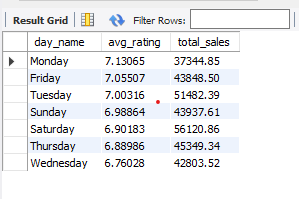 Result Grid Filter Rows:
day_name avg_rating total_sales
Monday 7.13065 37344.85
Friday 7.05507 43848.50
Tuesday 7.00316 51482.39
Sunday 6.98864 43937.61
Saturday 6.90183 56120.86
Thursday 6.88986 45349.34
Wednesday 6.76028 42803.52